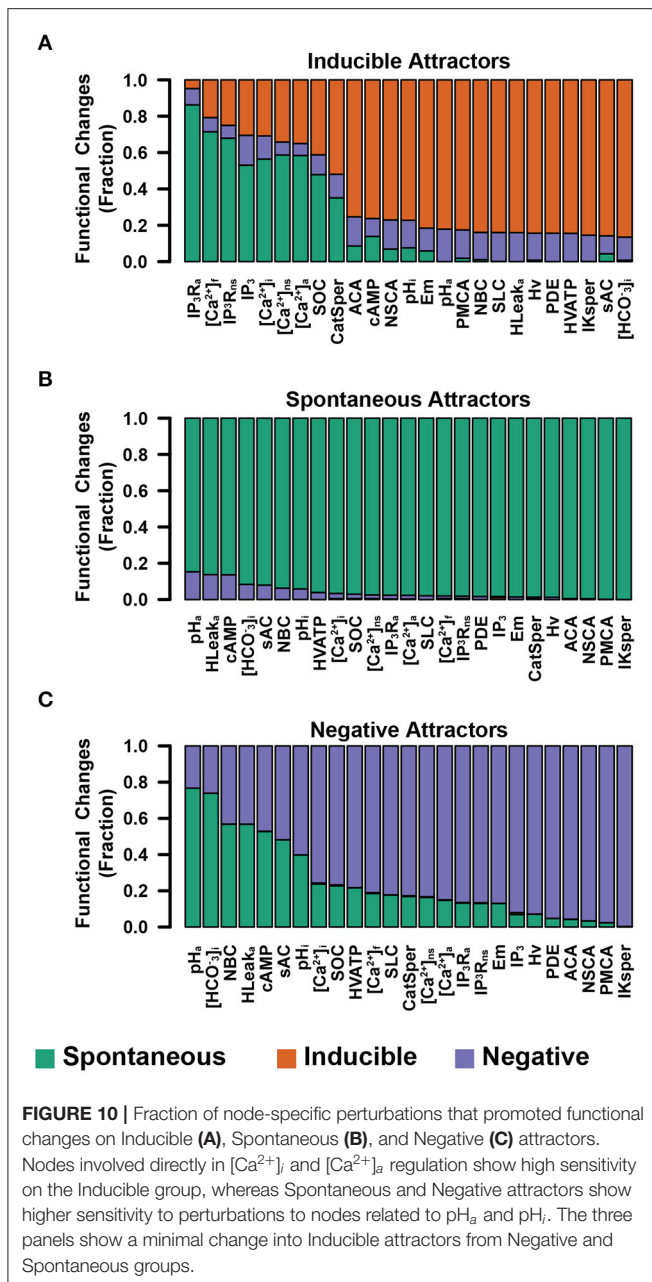 A
Inducible Attractors
Functional Changes
(Fraction)
1.0
0.8
0.6
0.4
0.2
0.0
IP3Ra
[Ca2+]f
IP3Rns
IP3
[Ca2+]i
[Ca2+]ns
[Ca2+]a
SOC
CatSper
ACA
cAMP
NSCA
pHi
Em
pHa
PMCA
NBC
SLC
HLeaka
Hv
PDE
HVATP
IKsper
sAC
[HCO-3]i
B
Spontaneous Attractors
Functional Changes
(Fraction)
1.0
0.8
0.6
0.4
0.2
0.0
pHa
HLeaka
cAMP
[HCO-3]i
sAC
NBC
pHi
HVATP
[Ca2+]i
SOC
[Ca2+]ns
IP3Ra
[Ca2+]a
SLC
[Ca2+]f
IP3Rns
PDE
IP3
Em
CatSper
Hv
ACA
NSCA
PMCA
IKsper
C
Negative Attractors
Functional Changes
(Fraction)
1.0
0.8
0.6
0.4
0.2
0.0
pHa
[HCO-3]i
NBC
HLeaka
cAMP
sAC
pHi
[Ca2+]i
SOC
HVATP
[Ca2+]f
SLC
CatSper
[Ca2+]ns
[Ca2+]a
IP3Ra
IP3Rns
Em
IP3
Hv
PDE
ACA
NSCA
PMCA
IKsper
Spontaneous Inducible Negative
FIGURE 10 | Fraction of node-specific perturbations that promoted functional
changes on Inducible (A), Spontaneous (B), and Negative (C) attractors.
Nodes involved directly in [Ca2+]i and [Ca2+]a regulation show high sensitivity
on the Inducible group, whereas Spontaneous and Negative attractors show
higher sensitivity to perturbations to nodes related to pHa and pHi. The three
panels show a minimal change into Inducible attractors from Negative and
Spontaneous groups.